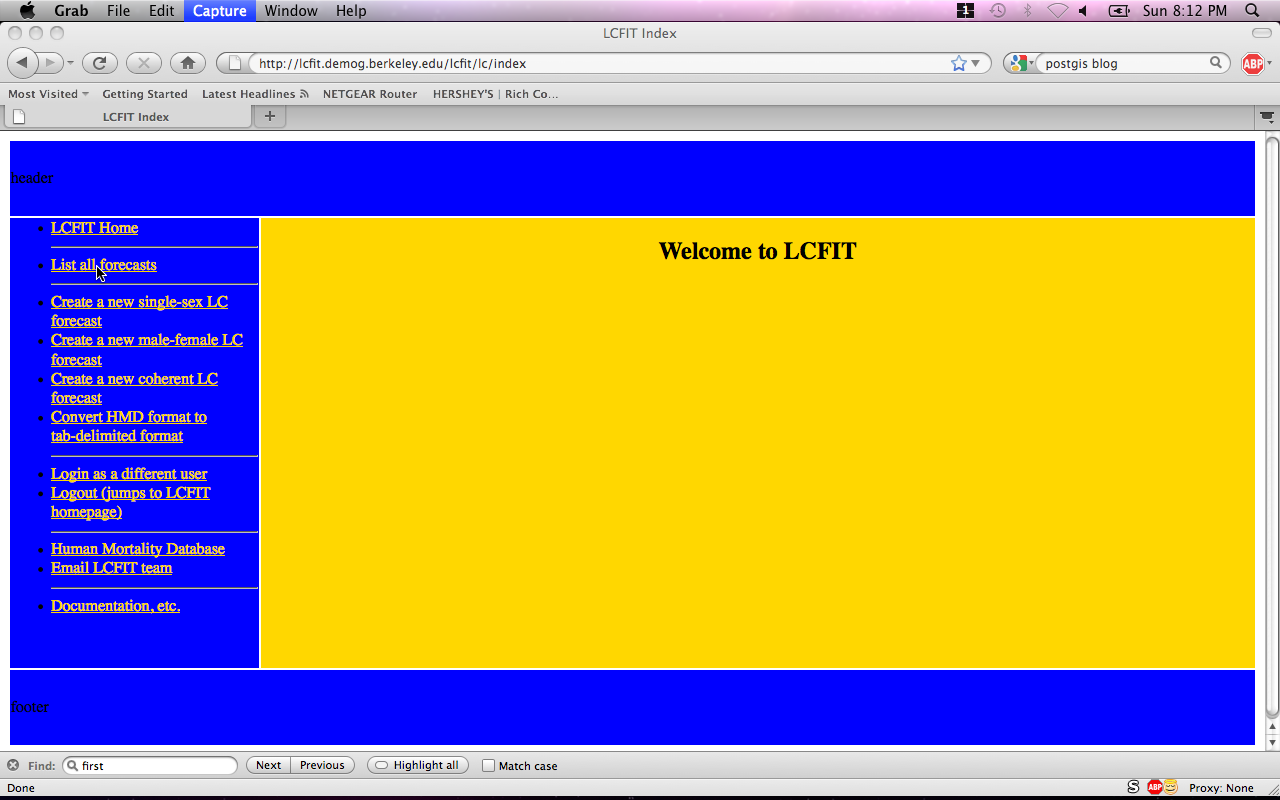 Grab File Edit Capture Window Help 1 Sun 8:12 PM
LCFIT Index
http://lcfit.demog.berkeley.edu/lcfit/lc/index
postgis blog
ABP
Most Visited Getting Started Latest Headlines NETGEAR Router HERSHEY'S | Rich Co...
LCFIT Index
header
LCFIT Home
List all forecasts
Create a new single-sex LC
forecast
Create a new male-female LC
forecast
Create a new coherent LC
forecast
Convert HMD format to
tab-delimited format
Login as a different user
Logout (jumps to LCFIT
homepage)
Human Mortality Database
Email LCFIT team
Documentation, etc.
Welcome to LCFIT
footer
Find: first Next Previous Highlight all Match case
Done S ABP Proxy: None